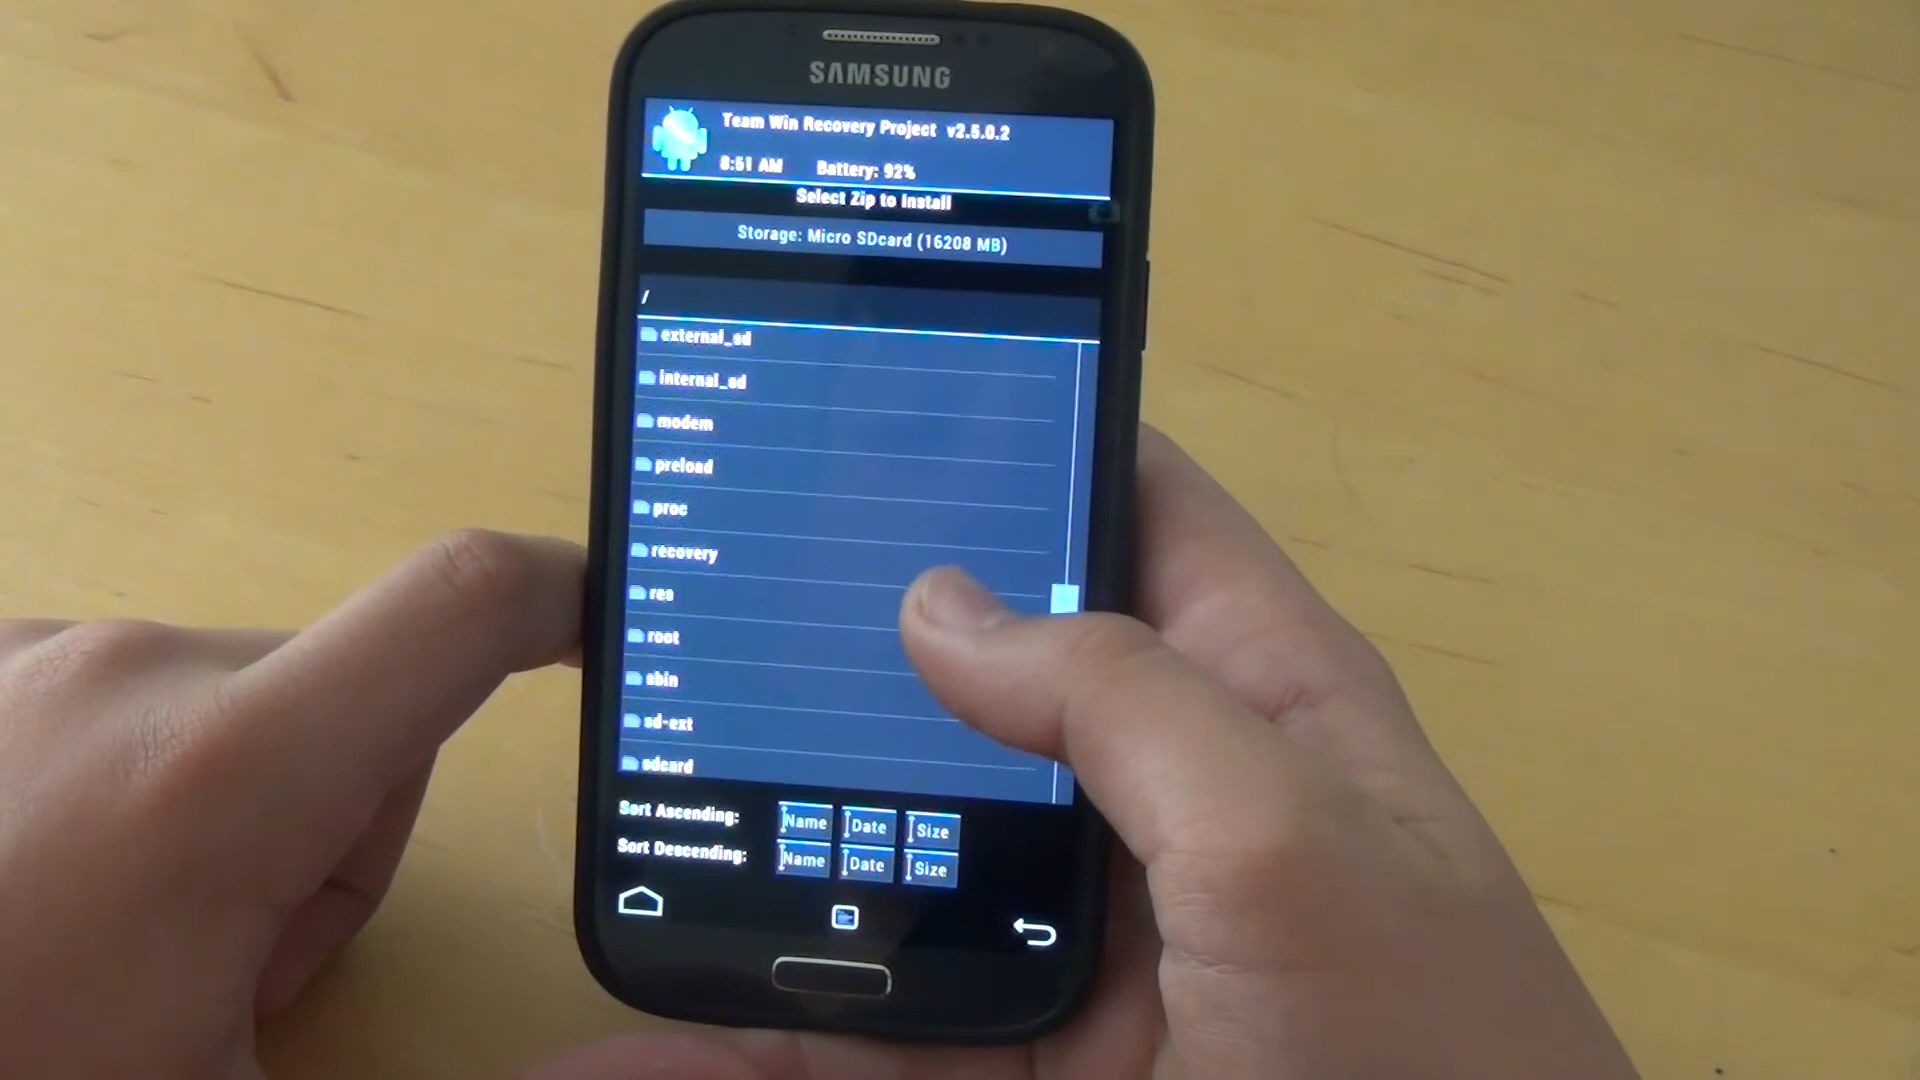 SAMSUNG
Team Win Recovery Project v2.5.0.2
8:51 AM Battery: 92%
Select Zip to Install
Storage: Micro SDcard (16208 MB)
/
external_sd
internal_sd
modem
preload
proc
recovery
res
root
sbin
sd-ext
sdcard
Sort Ascending: Name Date Size
Sort Descending: Name Date Size